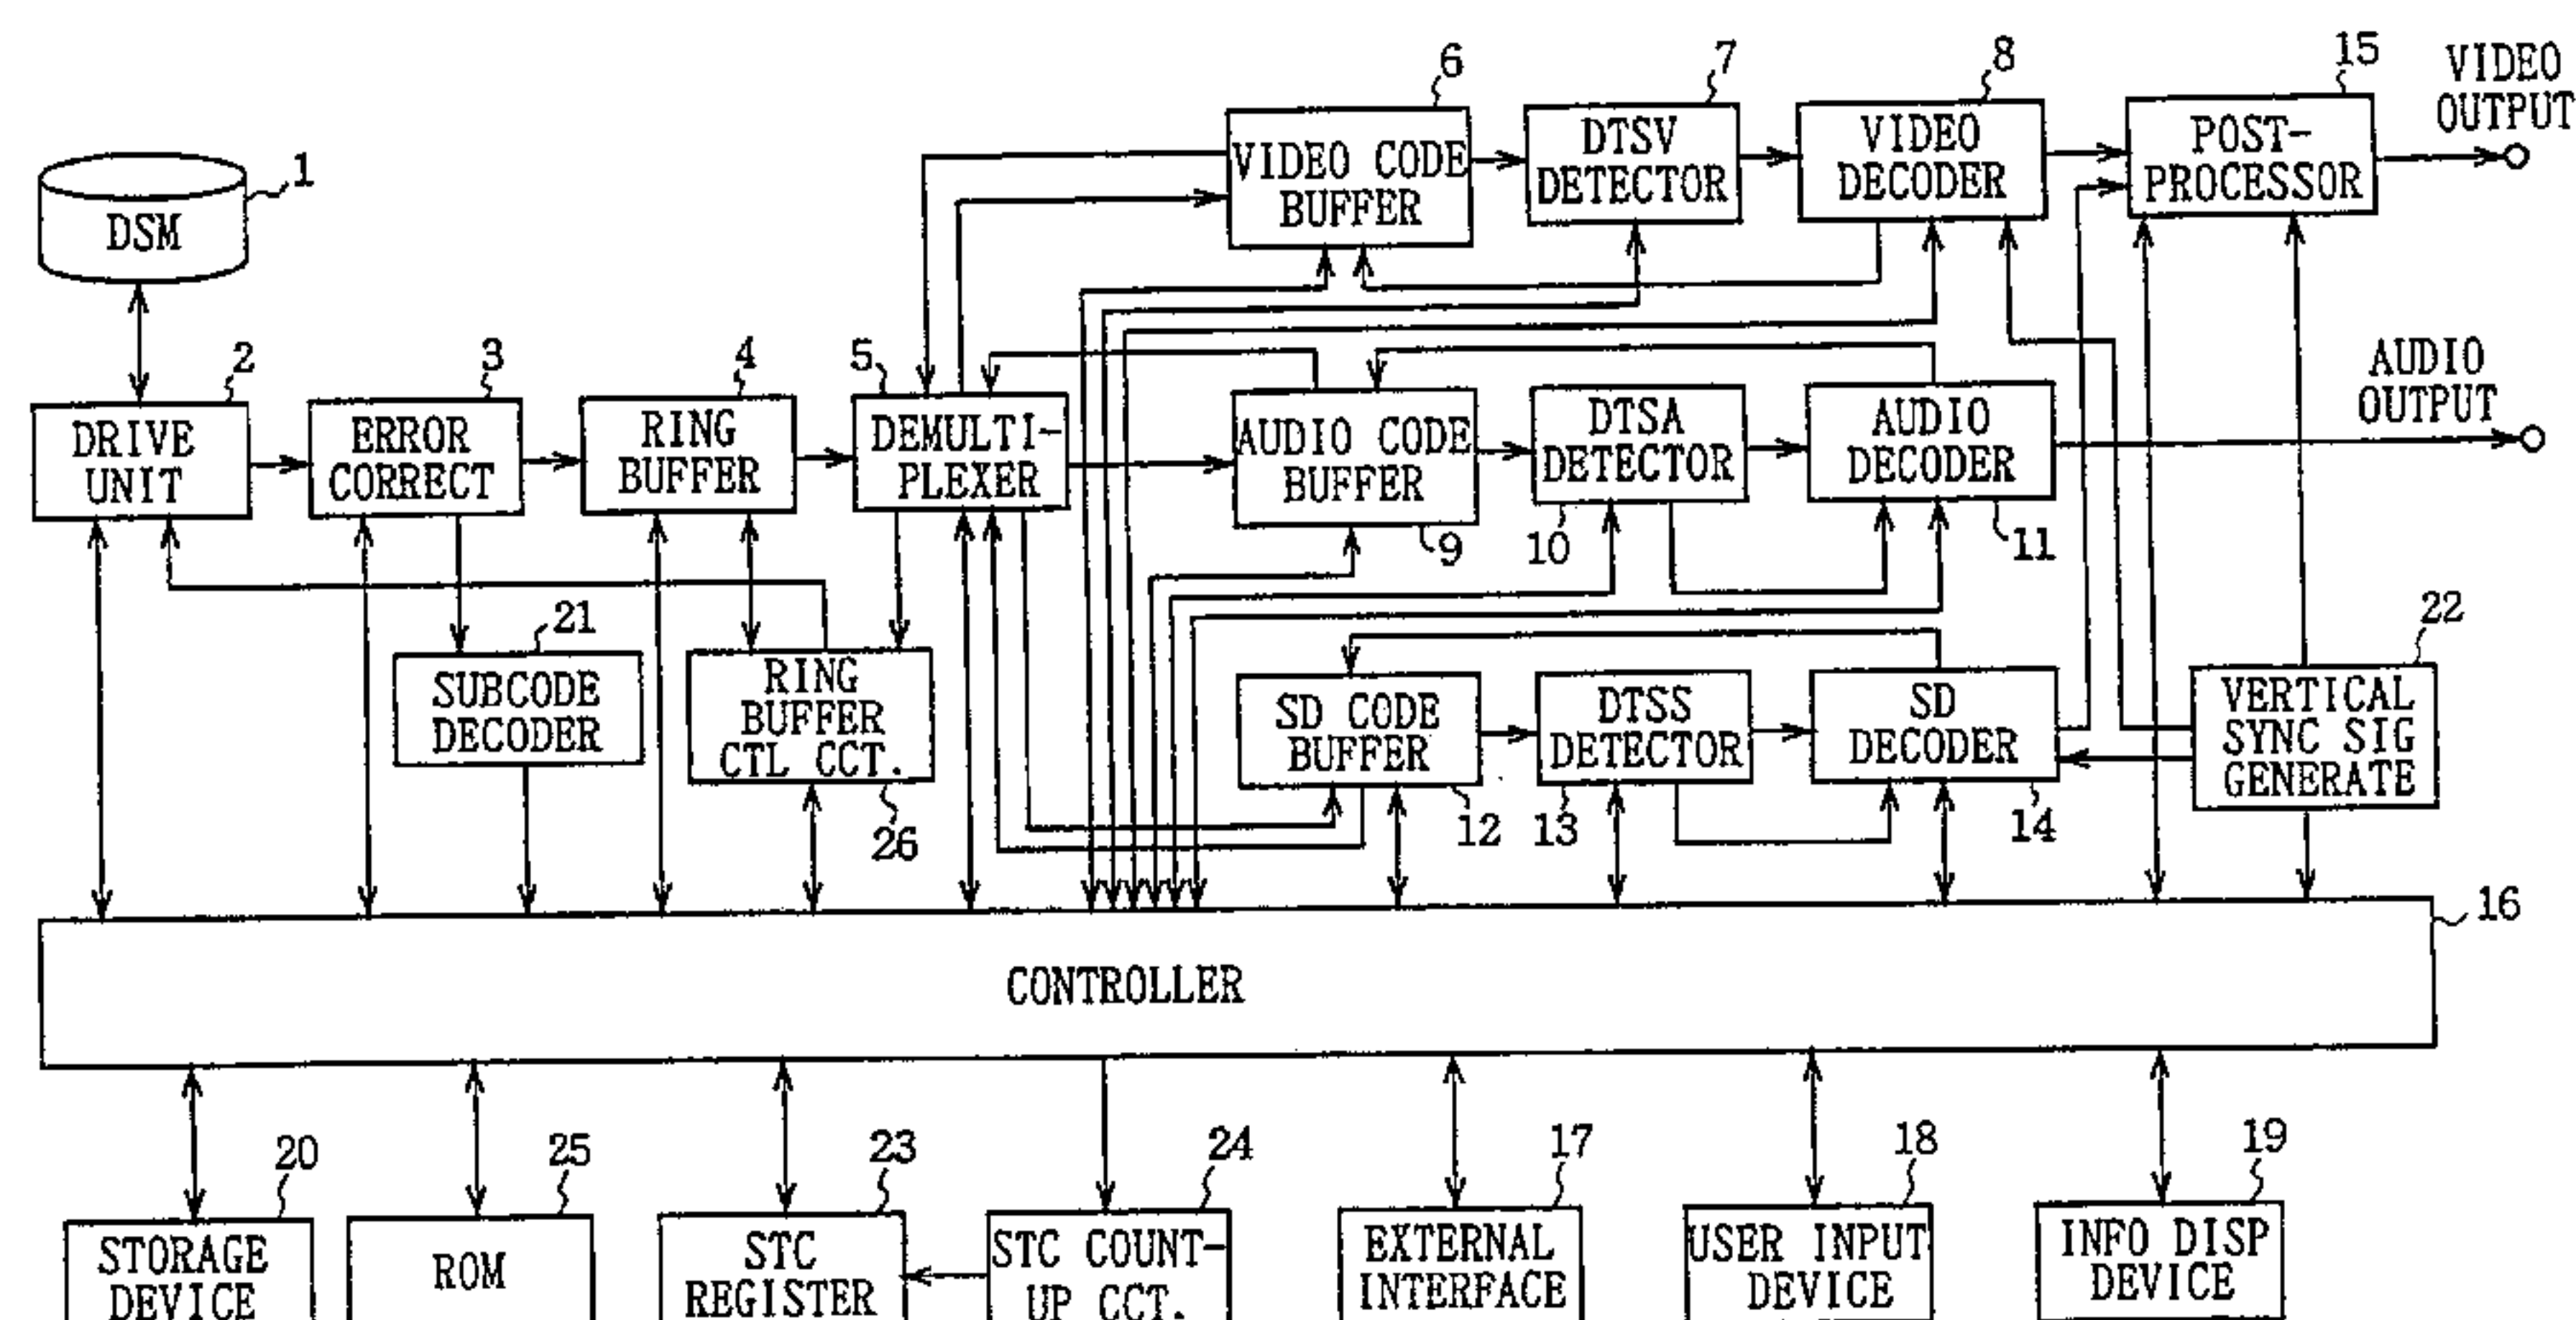 6
7
8
15
VIDEO
OUTPUT
1
DSM
VIDEO CODE
BUFFER
DTSV
DETECTOR
VIDEO
DECODER
POST-
PROCESSOR
2
3
4
5
AUDIO
OUTPUT
DRIVE
UNIT
ERROR
CORRECT
RING
BUFFER
DEMULTI-
PLEXER
AUDIO CODE
BUFFER
DTSA
DETECTOR
AUDIO
DECODER
9
10
11
21
22
SUBCODE
DECODER
RING
BUFFER
CTL CCT.
SD CODE
BUFFER
DTSS
DETECTOR
SD
DECODER
VERTICAL
SYNC SIG
GENERATE
26
12
13
14
16
CONTROLLER
20
25
23
24
17
18
19
STORAGE
DEVICE
ROM
STC
REGISTER
STC COUNT-
UP CCT.
EXTERNAL
INTERFACE
USER INPUT
DEVICE
INFO DISP
DEVICE